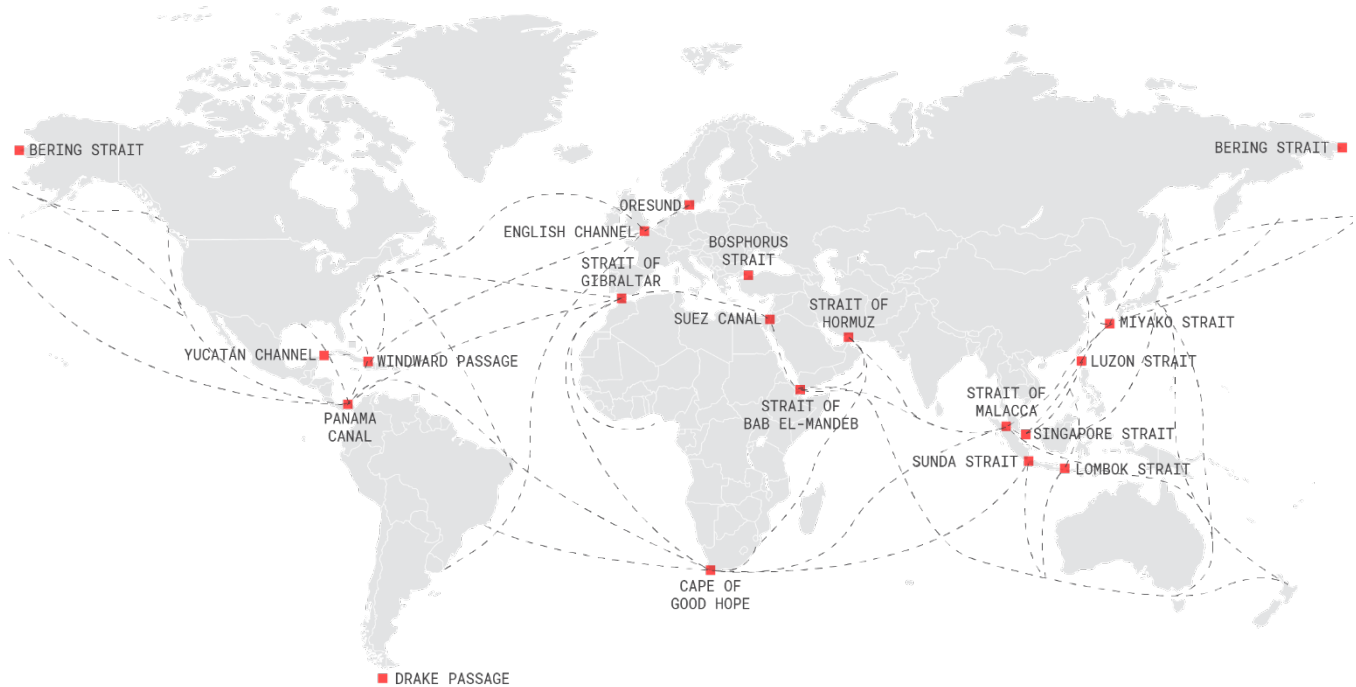 BERING STRAIT
BERING STRAIT
ORESUND
ENGLISH CHANNEL
BOSPHORUS
STRAIT
STRAIT OF
GIBRALTAR
STRAIT OF
HORMUZ
SUEZ CANAL
MIYAKO STRAIT
YUCATÁN CHANNEL
WINDWARD PASSAGE
LUZON STRAIT
PANAMA
CANAL
STRAIT OF
BAB EL-MANDEB
STRAIT OF
MALACCA
SINGAPORE STRAIT
SUNDA STRAIT
LOMBOK STRAIT
CAPE OF
GOOD HOPE
DRAKE PASSAGE